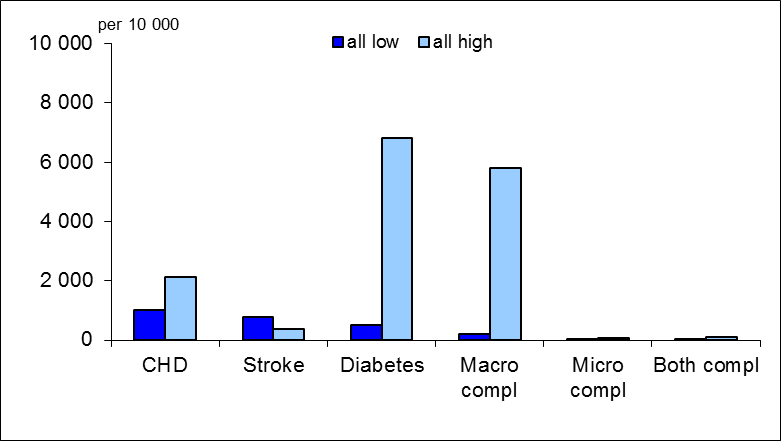 per 10 000
10 000
all low
all high
8 000
6 000
4 000
2 000
0
CHD
Stroke
Diabetes
Macro
compl
Micro
compl
Both compl